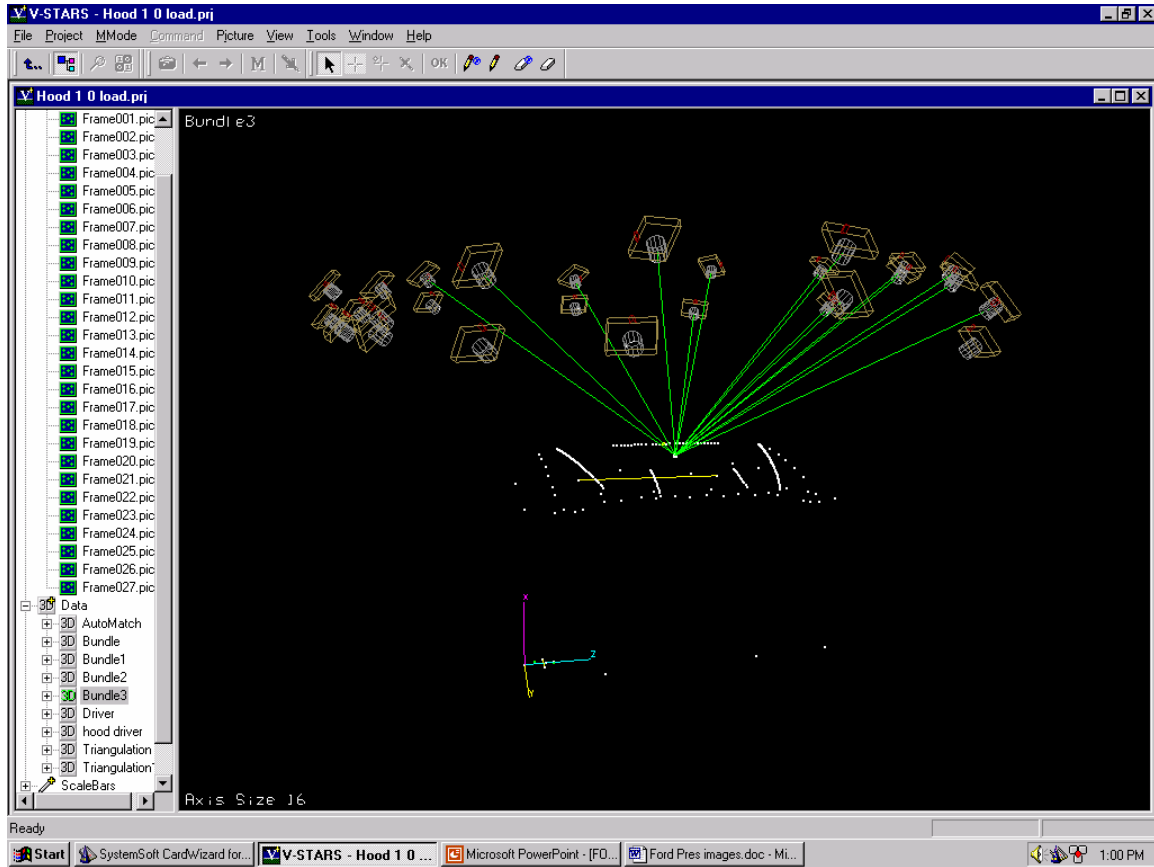 V-STARS - Hood 1 0 load.prj
File Project MMode Command Picture View Tools Window Help
M OK
Hood 1 0 load.prj
Frame001.pic
Frame002.pic
Frame003.pic
Frame004.pic
Frame005.pic
Frame006.pic
Frame007.pic
Frame008.pic
Frame009.pic
Frame010.pic
Frame011.pic
Frame012.pic
Frame013.pic
Frame014.pic
Frame015.pic
Frame016.pic
Frame017.pic
Frame018.pic
Frame019.pic
Frame020.pic
Frame021.pic
Frame022.pic
Frame023.pic
Frame024.pic
Frame025.pic
Frame026.pic
Frame027.pic
3D Data
3D AutoMatch
3D Bundle
3D Bundle1
3D Bundle2
3D Bundle3
3D Driver
3D hood driver
3D Triangulation
3D Triangulation
ScaleBars
Bundle3
X
Z
Y
Axis Size 16
Ready
Start SystemSoft CardWizard for... V-STARS - Hood 1 0 ... Microsoft PowerPoint - [FO... Ford Pres images.doc - Mi... 1:00 PM